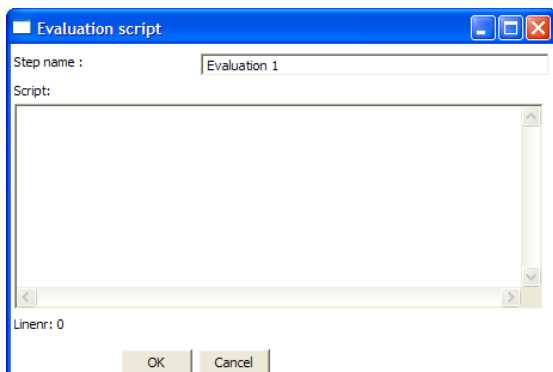 Evaluation script
Step name : Evaluation 1
Script:
Linenr: 0
OK Cancel